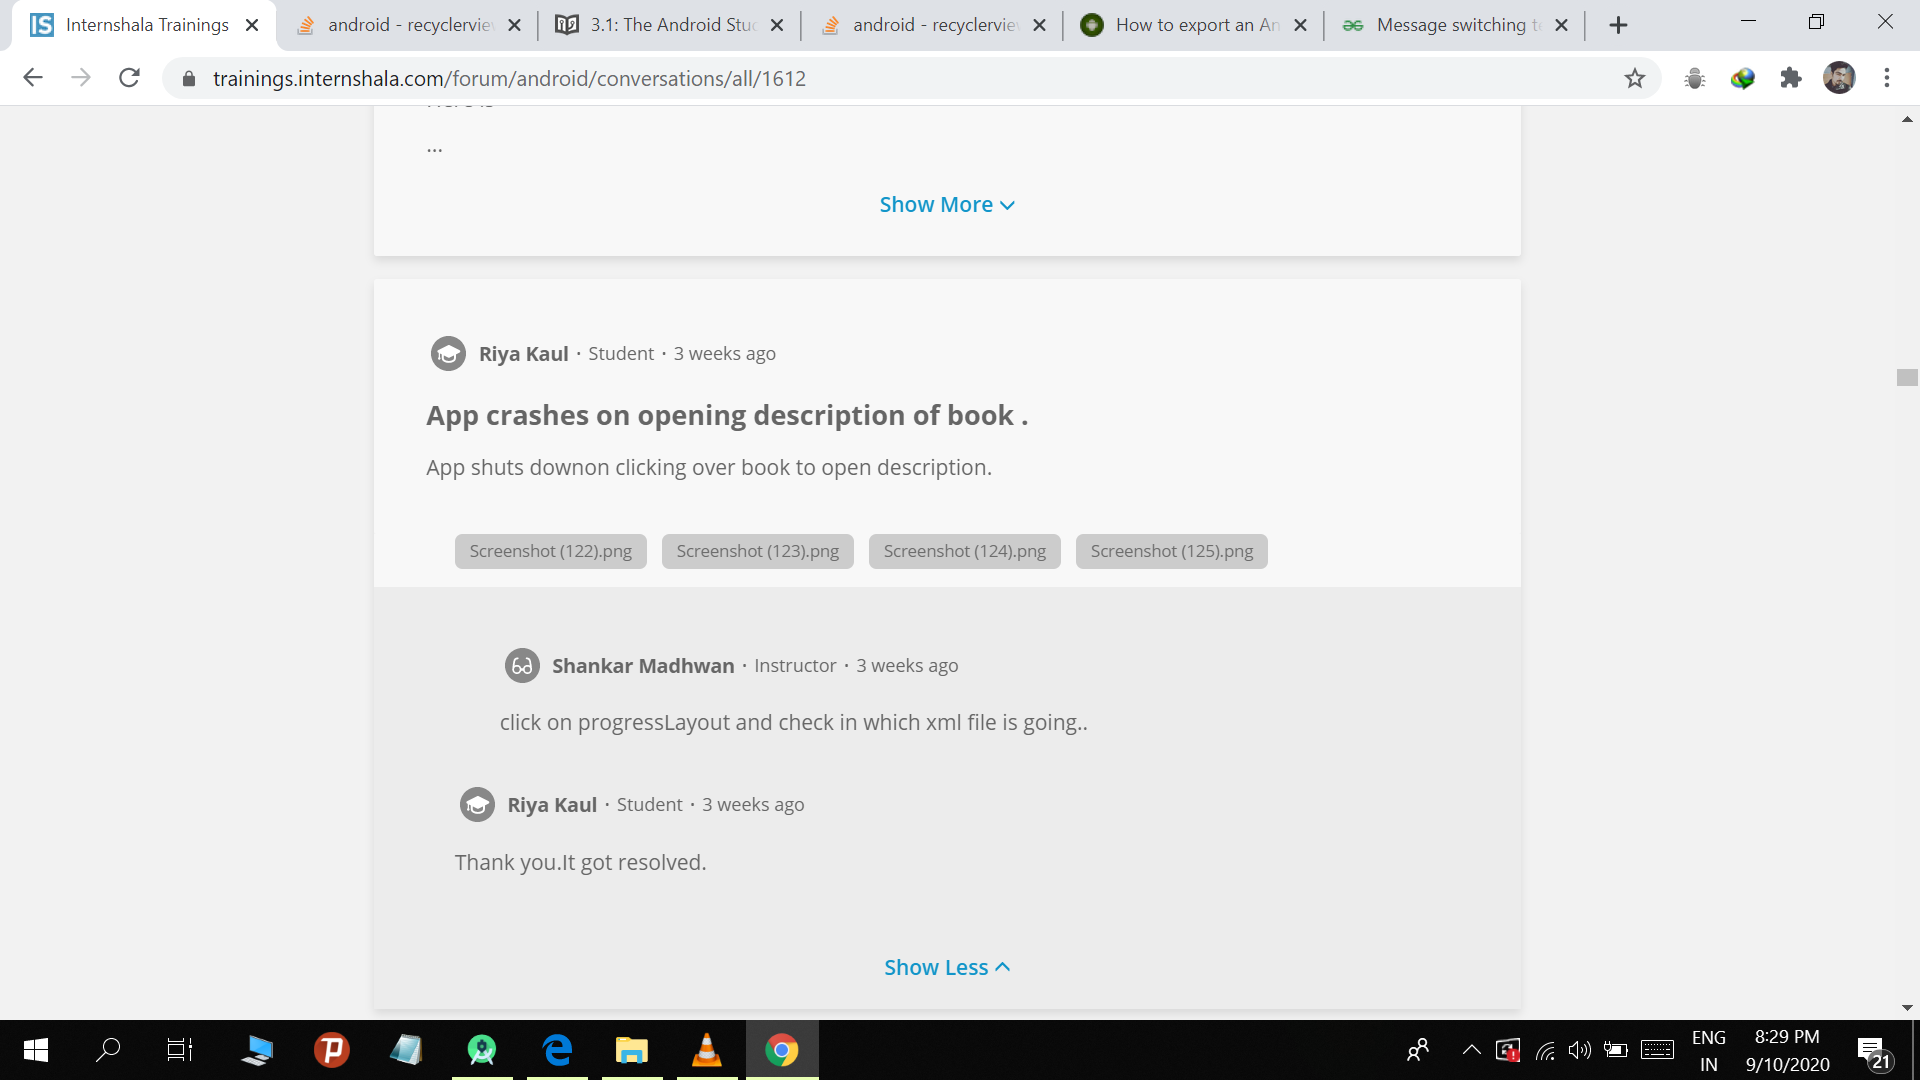 Internshala Trainings
android - recyclervie
3.1: The Android Stud
android - recyclervie
How to export an An
Message switching te
trainings.internshala.com/forum/android/conversations/all/1612
...
Show More
Riya Kaul · Student · 3 weeks ago
App crashes on opening description of book .
App shuts downon clicking over book to open description.
Screenshot (122).png
Screenshot (123).png
Screenshot (124).png
Screenshot (125).png
Shankar Madhwan · Instructor · 3 weeks ago
click on progressLayout and check in which xml file is going..
Riya Kaul · Student · 3 weeks ago
Thank you.It got resolved.
Show Less
ENG
IN
8:29 PM
9/10/2020
21